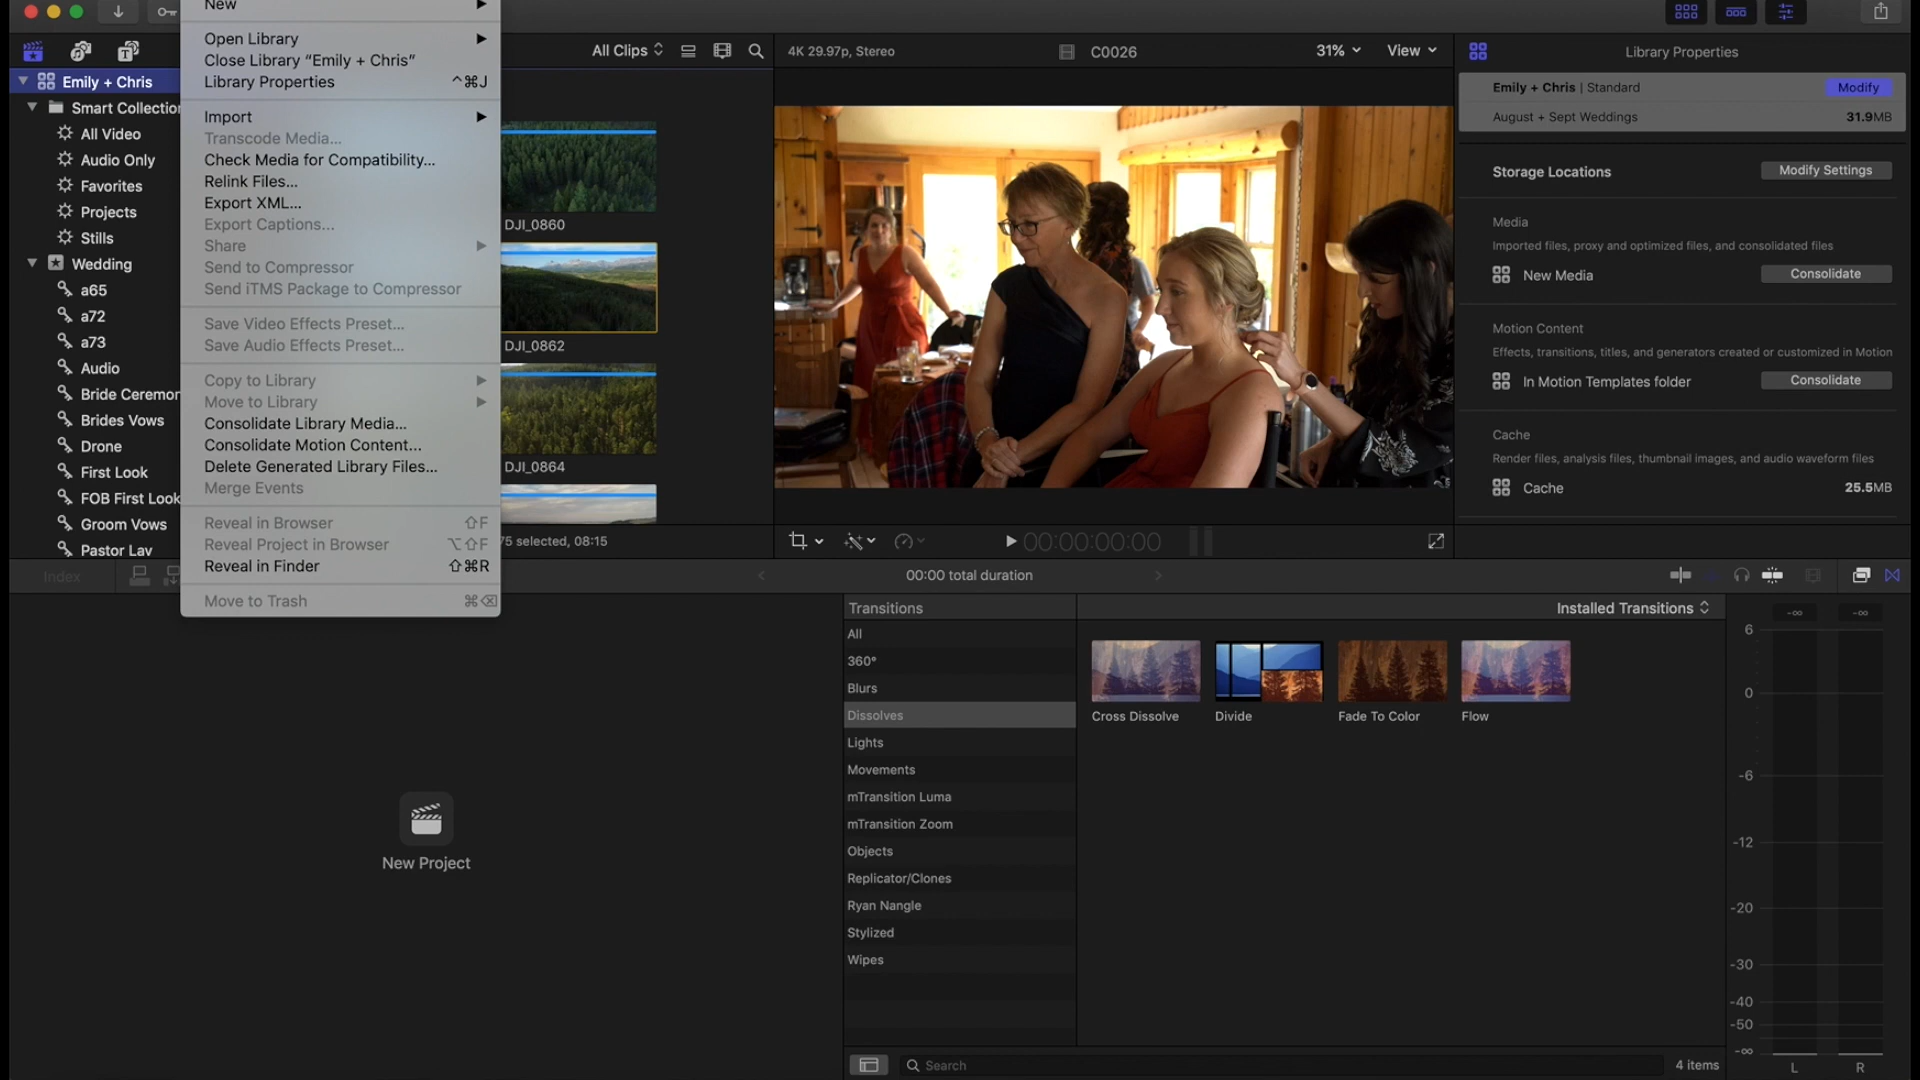 New
Open Library
Close Library “Emily + Chris”
Library Properties ^⌘J
Import
Transcode Media...
Check Media for Compatibility...
Relink Files...
Export XML...
Export Captions...
Share
Send to Compressor
Send iTMS Package to Compressor
Save Video Effects Preset...
Save Audio Effects Preset...
Copy to Library
Move to Library
Consolidate Library Media...
Consolidate Motion Content...
Delete Generated Library Files...
Merge Events
Reveal in Browser ⇧F
Reveal Project in Browser ⌥⇧F
Reveal in Finder ⇧⌘R
Move to Trash ⌘⌫
Emily + Chris
Smart Collection
All Video
Audio Only
Favorites
Projects
Stills
Wedding
a65
a72
a73
Audio
Bride Ceremon
Brides Vows
Drone
First Look
FOB First Look
Groom Vows
Pastor Lav
All Clips
DJI_0860
DJI_0862
DJI_0864
75 selected, 08:15
4K 29.97p, Stereo
C0026
31%
View
00:00:00:00
Library Properties
Emily + Chris | Standard
Modify
August + Sept Weddings
31.9MB
Storage Locations
Modify Settings
Media
Imported files, proxy and optimized files, and consolidated files
New Media
Consolidate
Motion Content
Effects, transitions, titles, and generators created or customized in Motion
In Motion Templates folder
Consolidate
Cache
Render files, analysis files, thumbnail images, and audio waveform files
Cache
25.5MB
Index
00:00 total duration
New Project
Transitions
All
360°
Blurs
Dissolves
Lights
Movements
mTransition Luma
mTransition Zoom
Objects
Replicator/Clones
Ryan Nangle
Stylized
Wipes
Installed Transitions
Cross Dissolve
Divide
Fade To Color
Flow
Search
4 items
-∞ -∞
6
0
-6
-12
-20
-30
-40
-50
-∞
L R